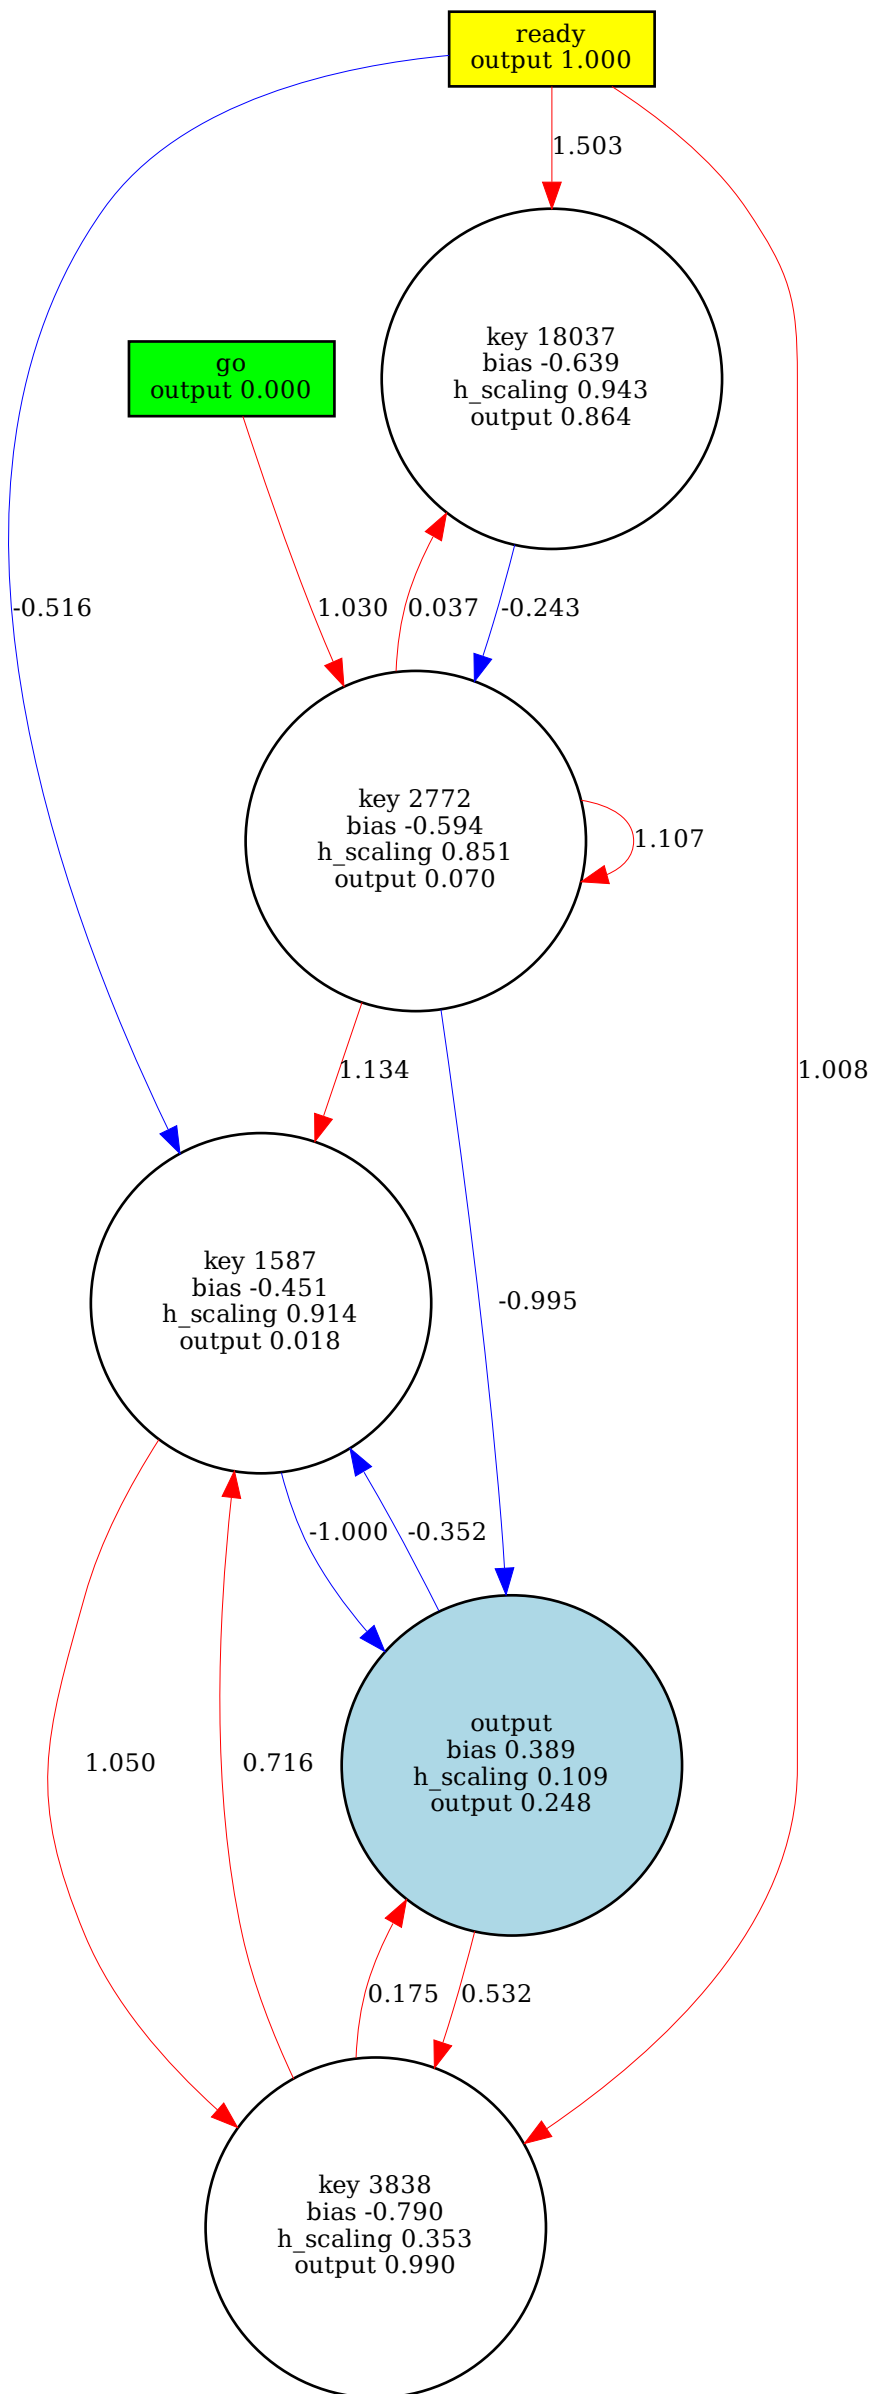 ready
output 1.000
1.503
key 18037
bias -0.639
h_scaling 0.943
output 0.864
go
output 0.000
-0.516
1.030
0.037
-0.243
key 2772
bias -0.594
h_scaling 0.851
output 0.070
1.107
1.134
1.008
key 1587
bias -0.451
h_scaling 0.914
output 0.018
-0.995
-1.000
-0.352
output
bias 0.389
h_scaling 0.109
output 0.248
1.050
0.716
0.175
0.532
key 3838
bias -0.790
h_scaling 0.353
output 0.990